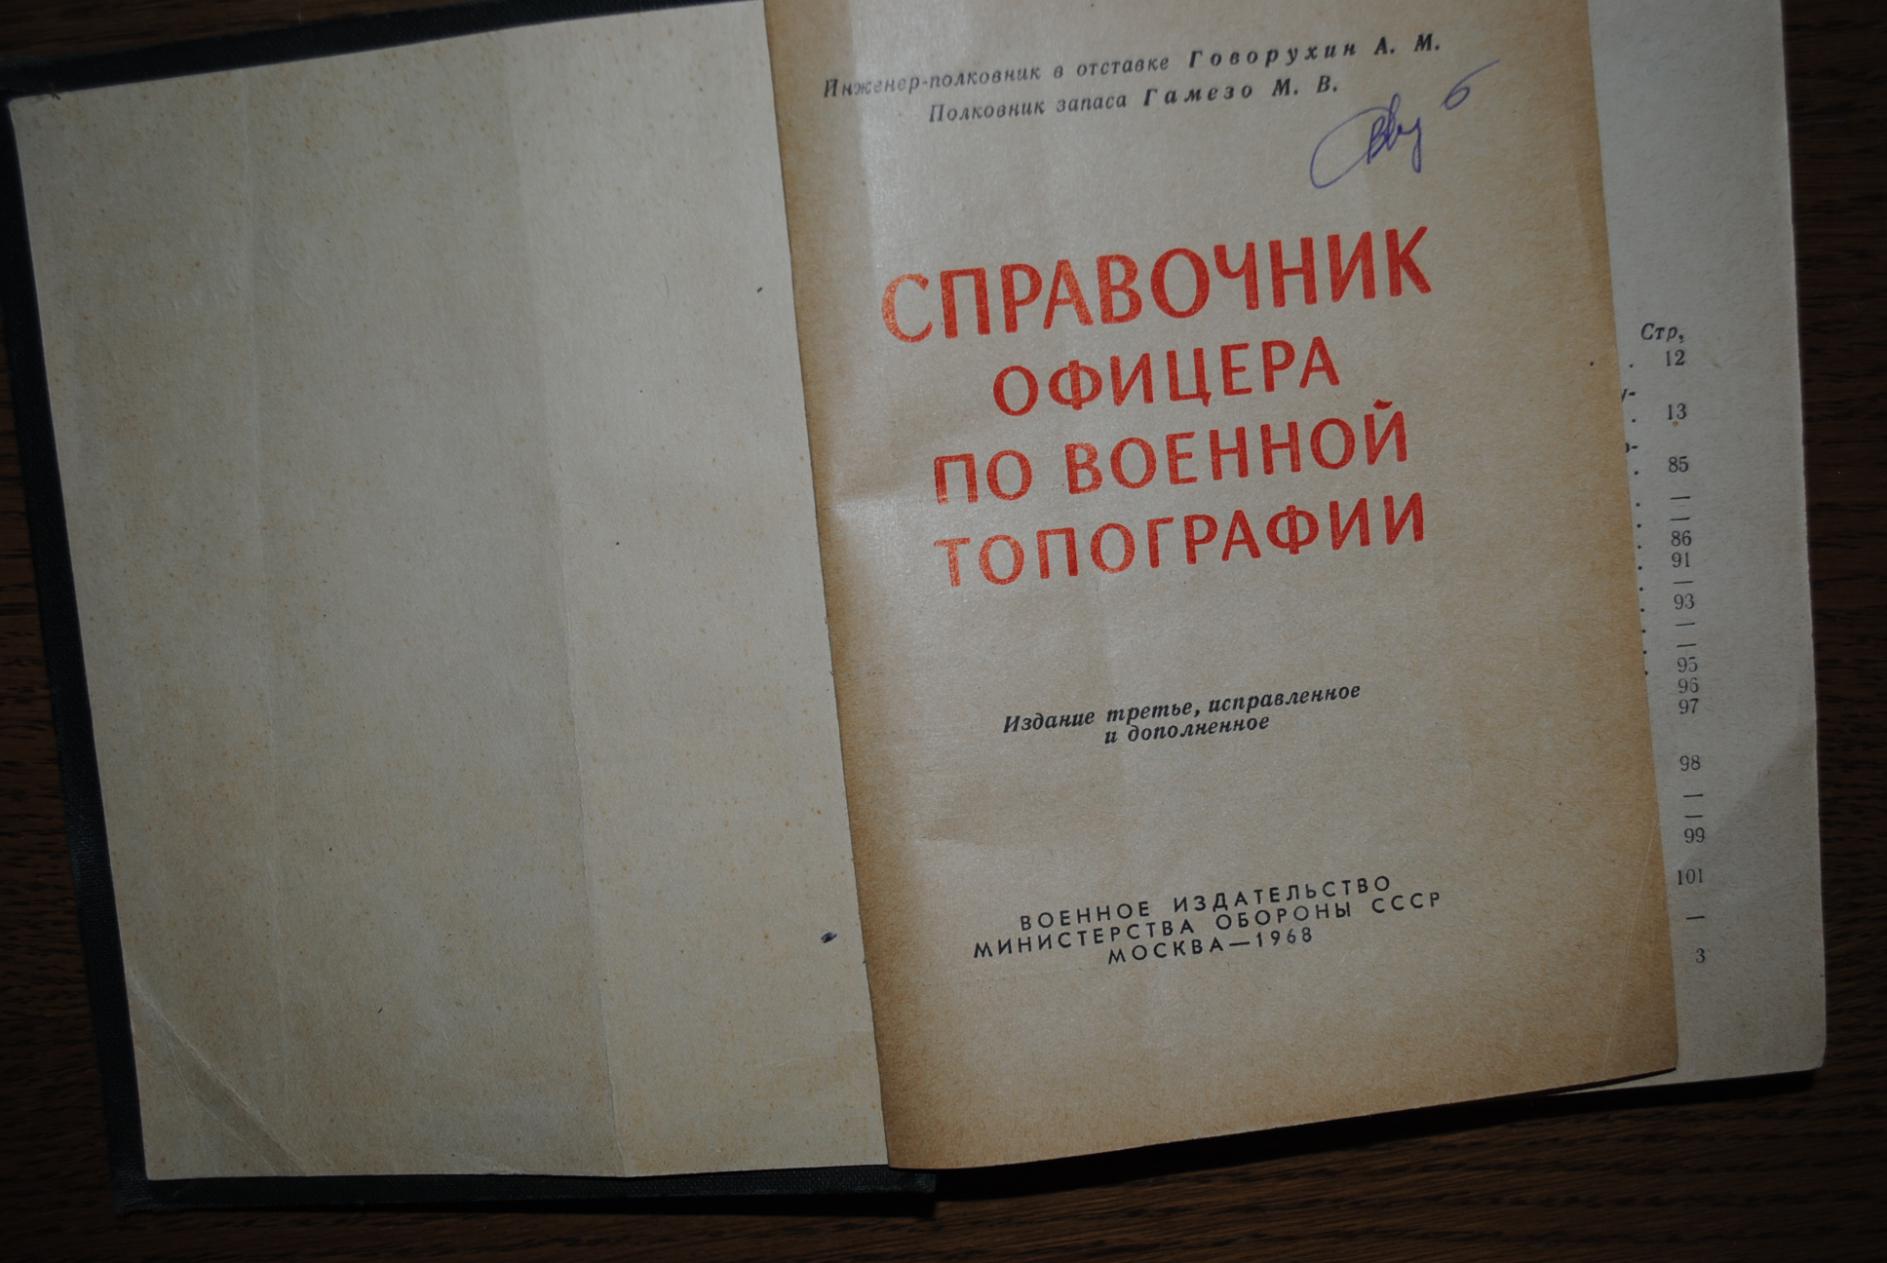 Инженер-полковник в отставке Говорухин А. М.
Полковник запаса Гамезо М. В.
СПРАВОЧНИК
ОФИЦЕРА
ПО ВОЕННОЙ
ТОПОГРАФИИ
Издание третье, исправленное
и дополненное
ВОЕННОЕ ИЗДАТЕЛЬСТВО
МИНИСТЕРСТВА ОБОРОНЫ СССР
МОСКВА—1968
Стр,
. 12
у-
. 13
. 85
. —
. —
. 86
. 91
. —
. 93
. —
. —
. 95
96
97
98
—
—
99
101
—
3